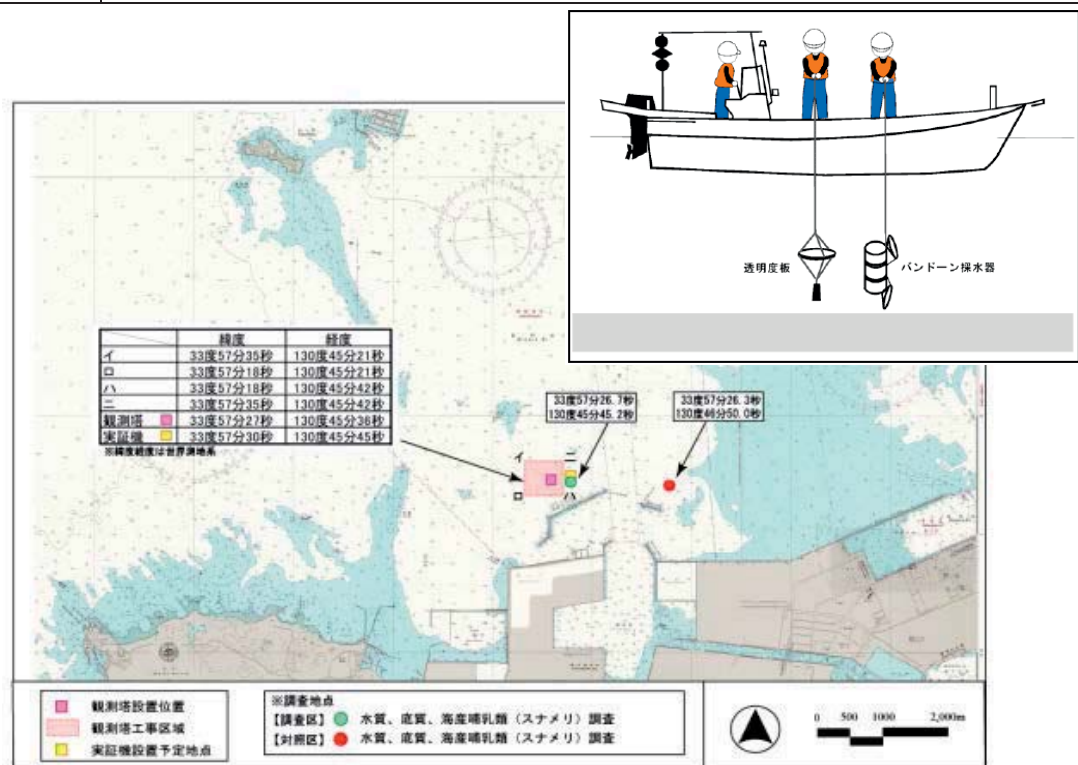 透明度板
バンドーン採水器
緯度 経度
イ 33度57分35秒 130度45分21秒
ロ 33度57分18秒 130度45分21秒
ハ 33度57分18秒 130度45分42秒
ニ 33度57分35秒 130度45分42秒
観測塔 33度57分27秒 130度45分36秒
実証機 33度57分30秒 130度45分45秒
※緯度経度は世界測地系
33度57分26.7秒
130度45分45.2秒
33度57分26.3秒
130度46分50.0秒
イ ニ
ロ ハ
観測塔設置位置
観測塔工事区域
実証機設置予定地点
※調査地点
【調査区】 水質、底質、海産哺乳類（スナメリ）調査
【対照区】 水質、底質、海産哺乳類（スナメリ）調査
0 500 1000 2,000m